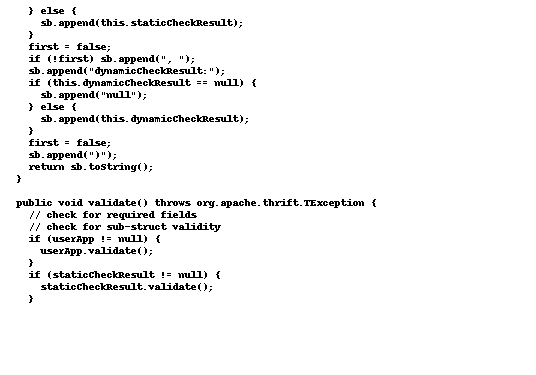 } else {
sb.append(this.staticCheckResult);
}
first = false;
if (!first) sb.append(", ");
sb.append("dynamicCheckResult:");
if (this.dynamicCheckResult == null) {
sb.append("null");
} else {
sb.append(this.dynamicCheckResult);
}
first = false;
sb.append(")");
return sb.toString();
}
public void validate() throws org.apache.thrift.TException {
// check for required fields
// check for sub-struct validity
if (userApp != null) {
userApp.validate();
}
if (staticCheckResult != null) {
staticCheckResult.validate();
}